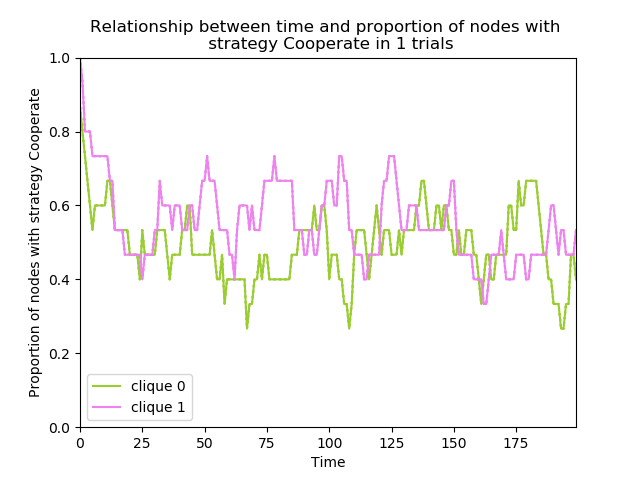 Relationship between time and proportion of nodes with
strategy Cooperate in 1 trials
Proportion of nodes with strategy Cooperate
1.0
0.8
0.6
0.4
0.2
0.0
clique 0
clique 1
0 25 50 75 100 125 150 175
Time